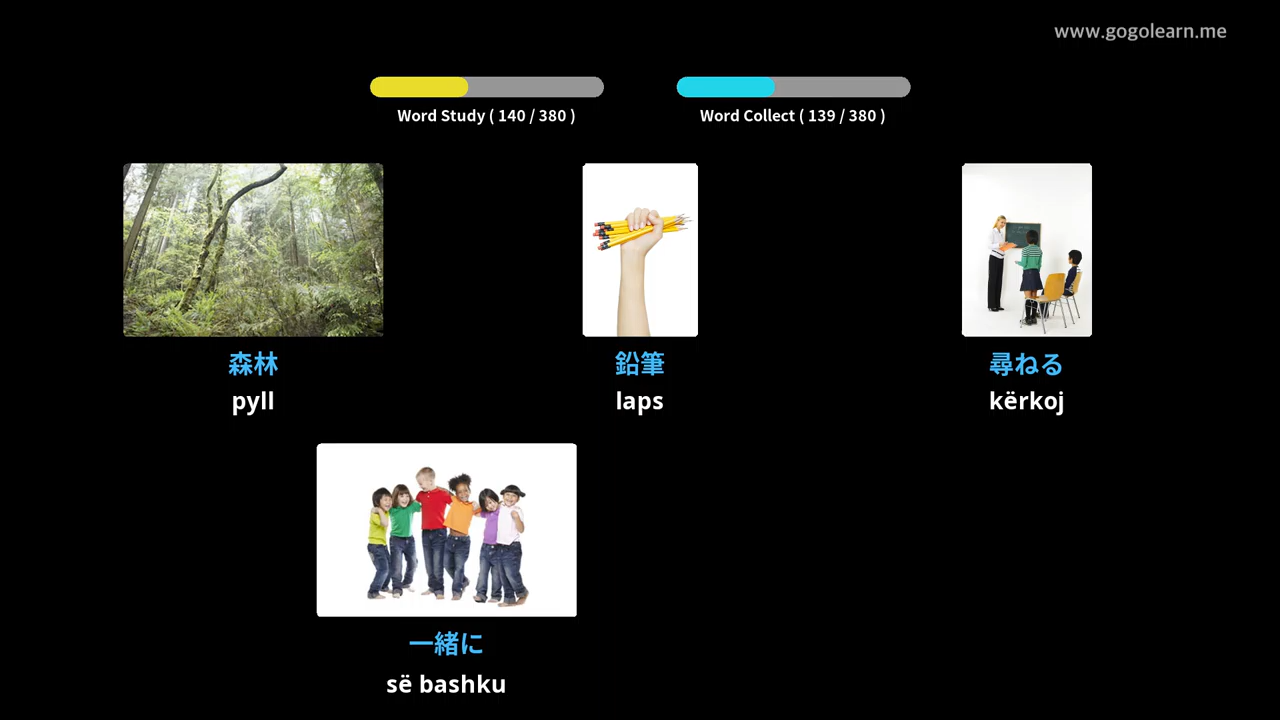 www.gogolearn.me
Word Study ( 140 / 380 )
Word Collect ( 139 / 380 )
森林
pyll
鉛筆
laps
尋ねる
kërkoj
一緒に
së bashku